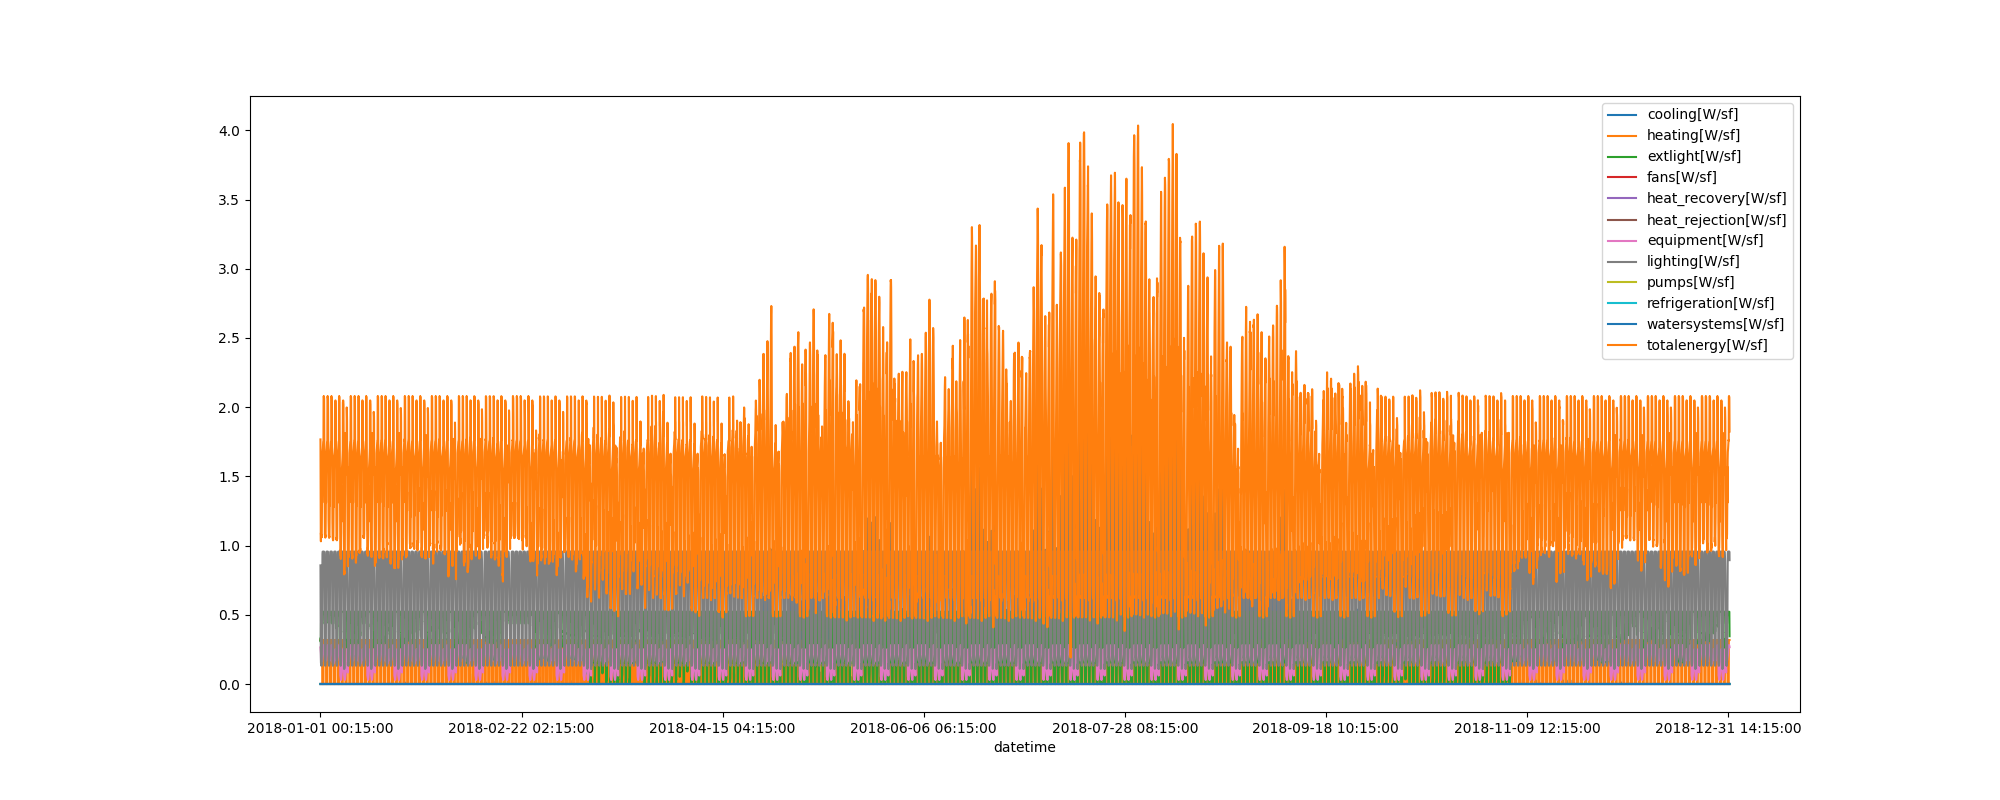 4.0
3.5
3.0
2.5
2.0
1.5
1.0
0.5
0.0
cooling[W/sf]
heating[W/sf]
extlight[W/sf]
fans[W/sf]
heat_recovery[W/sf]
heat_rejection[W/sf]
equipment[W/sf]
lighting[W/sf]
pumps[W/sf]
refrigeration[W/sf]
watersystems[W/sf]
totalenergy[W/sf]
2018-01-01 00:15:00 2018-02-22 02:15:00 2018-04-15 04:15:00 2018-06-06 06:15:00 2018-07-28 08:15:00 2018-09-18 10:15:00 2018-11-09 12:15:00 2018-12-31 14:15:00
datetime